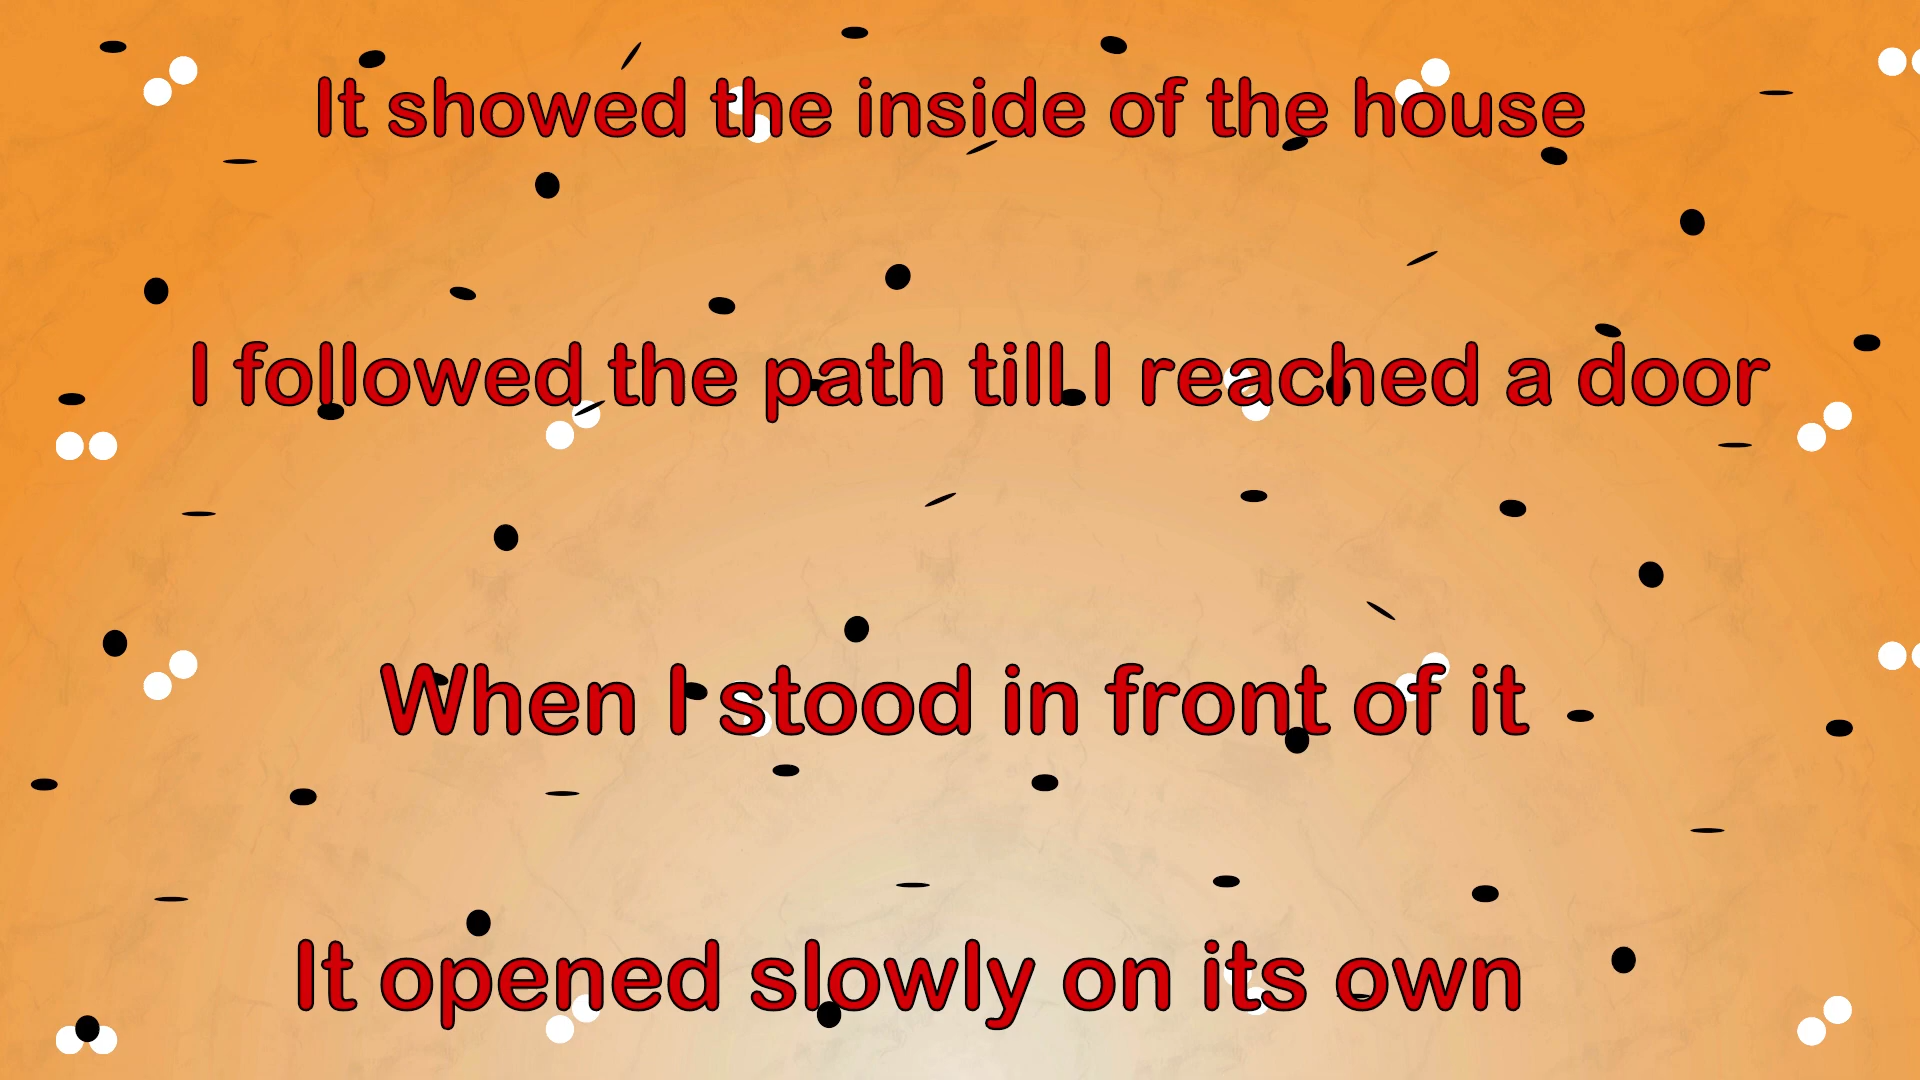 It showed the inside of the house
I followed the path till I reached a door
When I stood in front of it
It opened slowly on its own